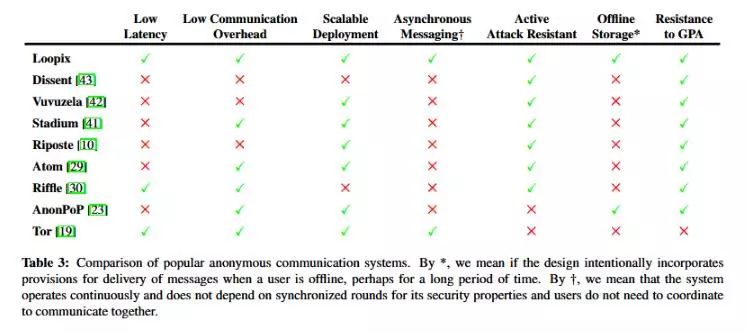 Low Latency Low Communication Overhead Scalable Deployment Asynchronous Messaging† Active Attack Resistant Offline Storage* Resistance to GPA
Loopix ✓ ✓ ✓ ✓ ✓ ✓ ✓
Dissent [43] ✗ ✗ ✗ ✗ ✓ ✗ ✓
Vuvuzela [42] ✗ ✗ ✓ ✗ ✓ ✗ ✓
Stadium [41] ✗ ✓ ✓ ✗ ✓ ✗ ✓
Riposte [10] ✗ ✗ ✓ ✗ ✓ ✗ ✓
Atom [29] ✗ ✓ ✓ ✗ ✓ ✗ ✓
Riffle [30] ✓ ✓ ✗ ✗ ✓ ✗ ✓
AnonPoP [23] ✗ ✓ ✓ ✗ ✗ ✓ ✓
Tor [19] ✓ ✓ ✓ ✓ ✗ ✗ ✗
Table 3: Comparison of popular anonymous communication systems. By *, we mean if the design intentionally incorporates
provisions for delivery of messages when a user is offline, perhaps for a long period of time. By †, we mean that the system
operates continuously and does not depend on synchronized rounds for its security properties and users do not need to coordinate
to communicate together.